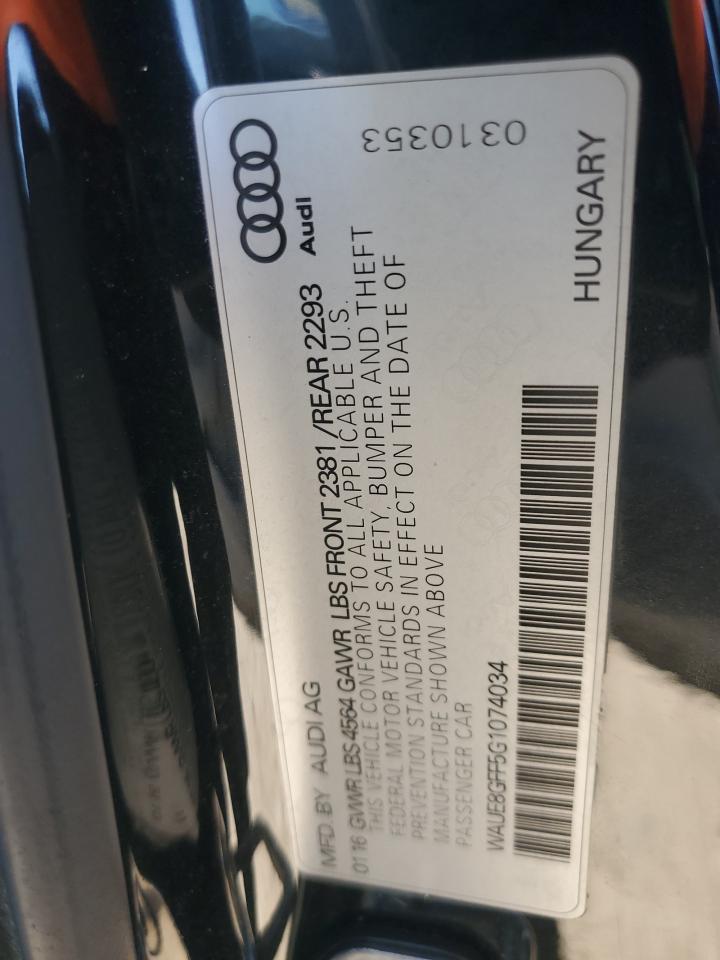 Audi
0310353
MFD. BY AUDI AG
01 16 GVWR LBS 4564 GAWR LBS FRONT 2381 /REAR 2293
THIS VEHICLE CONFORMS TO ALL APPLICABLE U.S.
FEDERAL MOTOR VEHICLE SAFETY, BUMPER AND THEFT
PREVENTION STANDARDS IN EFFECT ON THE DATE OF
MANUFACTURE SHOWN ABOVE
PASSENGER CAR
WAUE8GFF5G1074034
HUNGARY